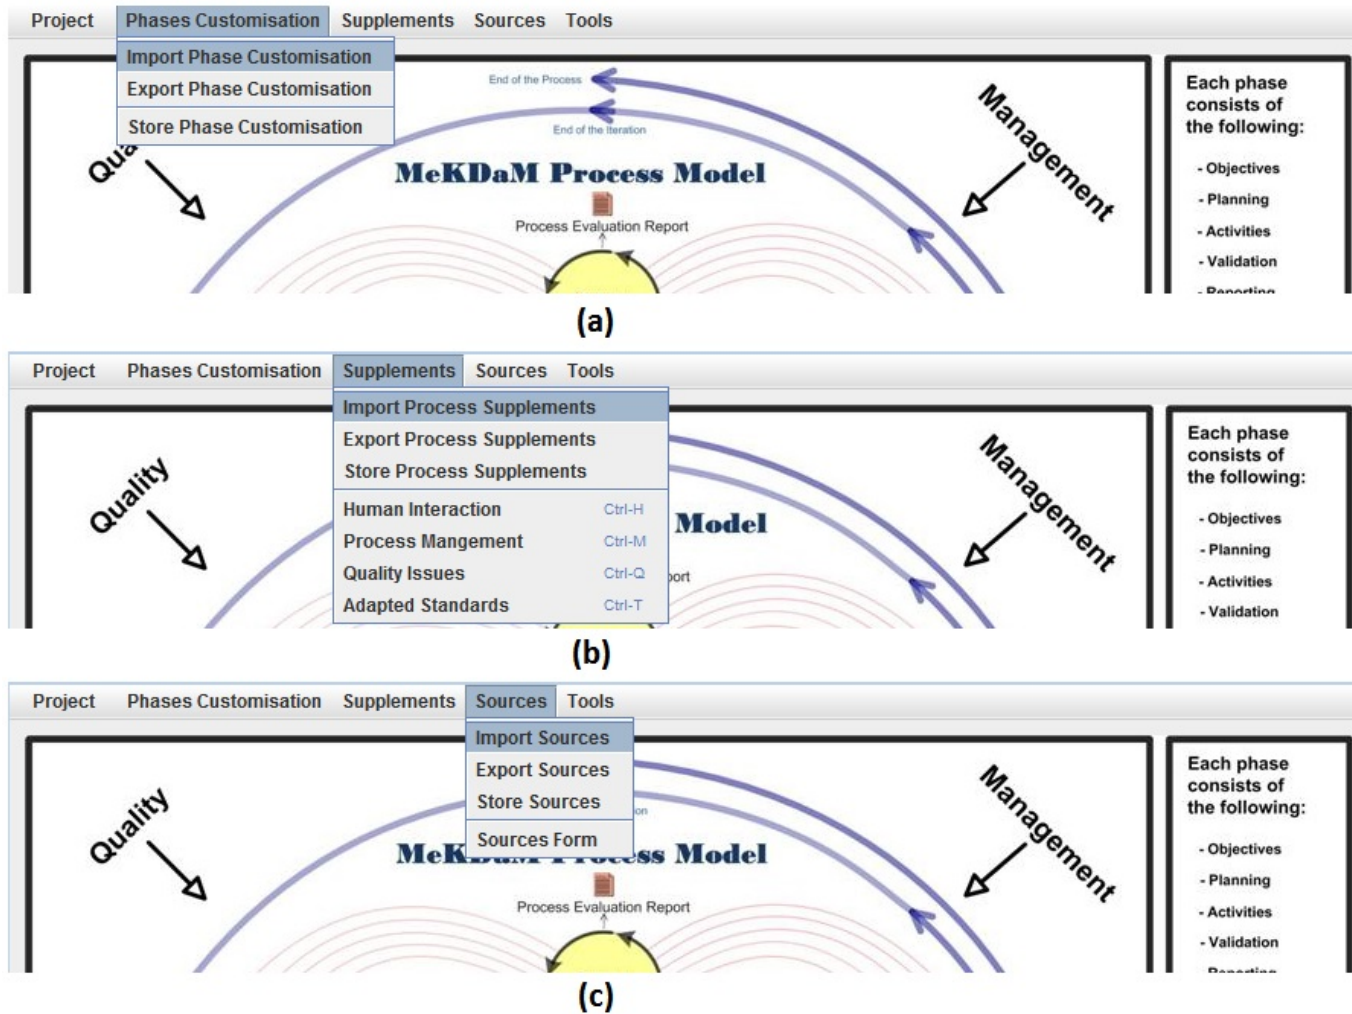 Project Phases Customisation Supplements Sources Tools
Import Phase Customisation
Export Phase Customisation
Store Phase Customisation
End of the Process
End of the Iteration
MeKDaM Process Model
Process Evaluation Report
Management
Each phase
consists of
the following:
- Objectives
- Planning
- Activities
- Validation
- Reporting
(a)
Project Phases Customisation Supplements Sources Tools
Import Process Supplements
Export Process Supplements
Store Process Supplements
Human Interaction Ctrl-H
Process Mangement Ctrl-M
Quality Issues Ctrl-Q
Adapted Standards Ctrl-T
Quality
Model
Management
Each phase
consists of
the following:
- Objectives
- Planning
- Activities
- Validation
(b)
Project Phases Customisation Supplements Sources Tools
Import Sources
Export Sources
Store Sources
Sources Form
Quality
MeKDaM Process Model
Process Evaluation Report
Management
Each phase
consists of
the following:
- Objectives
- Planning
- Activities
- Validation
(c)